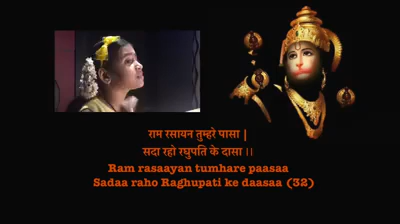 राम रसायन तुम्हरे पासा |
सदा रहो रघुपति के दासा ।।
Ram rasaayan tumhare paasaa
Sadaa raho Raghupati ke daasaa (32)